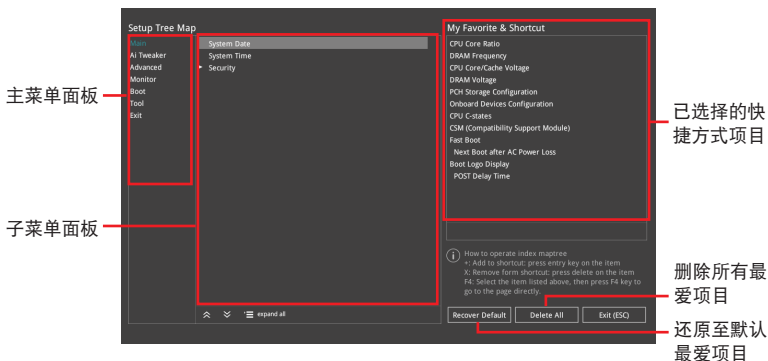 Setup Tree Map
Main
Ai Tweaker
Advanced
Monitor
Boot
Tool
Exit
System Date
System Time
Security
expand all
My Favorite & Shortcut
CPU Core Ratio
DRAM Frequency
CPU Core/Cache Voltage
DRAM Voltage
PCH Storage Configuration
Onboard Devices Configuration
CPU C-states
CSM (Compatibility Support Module)
Fast Boot
Next Boot after AC Power Loss
Boot Logo Display
POST Delay Time
How to operate index maptree
+: Add to shortcut: press entry key on the item
X: Remove form shortcut: press delete on the item
F4: Select the item listed above, then press F4 key to
go to the page directly.
Recover Default
Delete All
Exit (ESC)
主菜单面板
子菜单面板
已选择的快
捷方式项目
删除所有最
爱项目
还原至默认
最爱项目